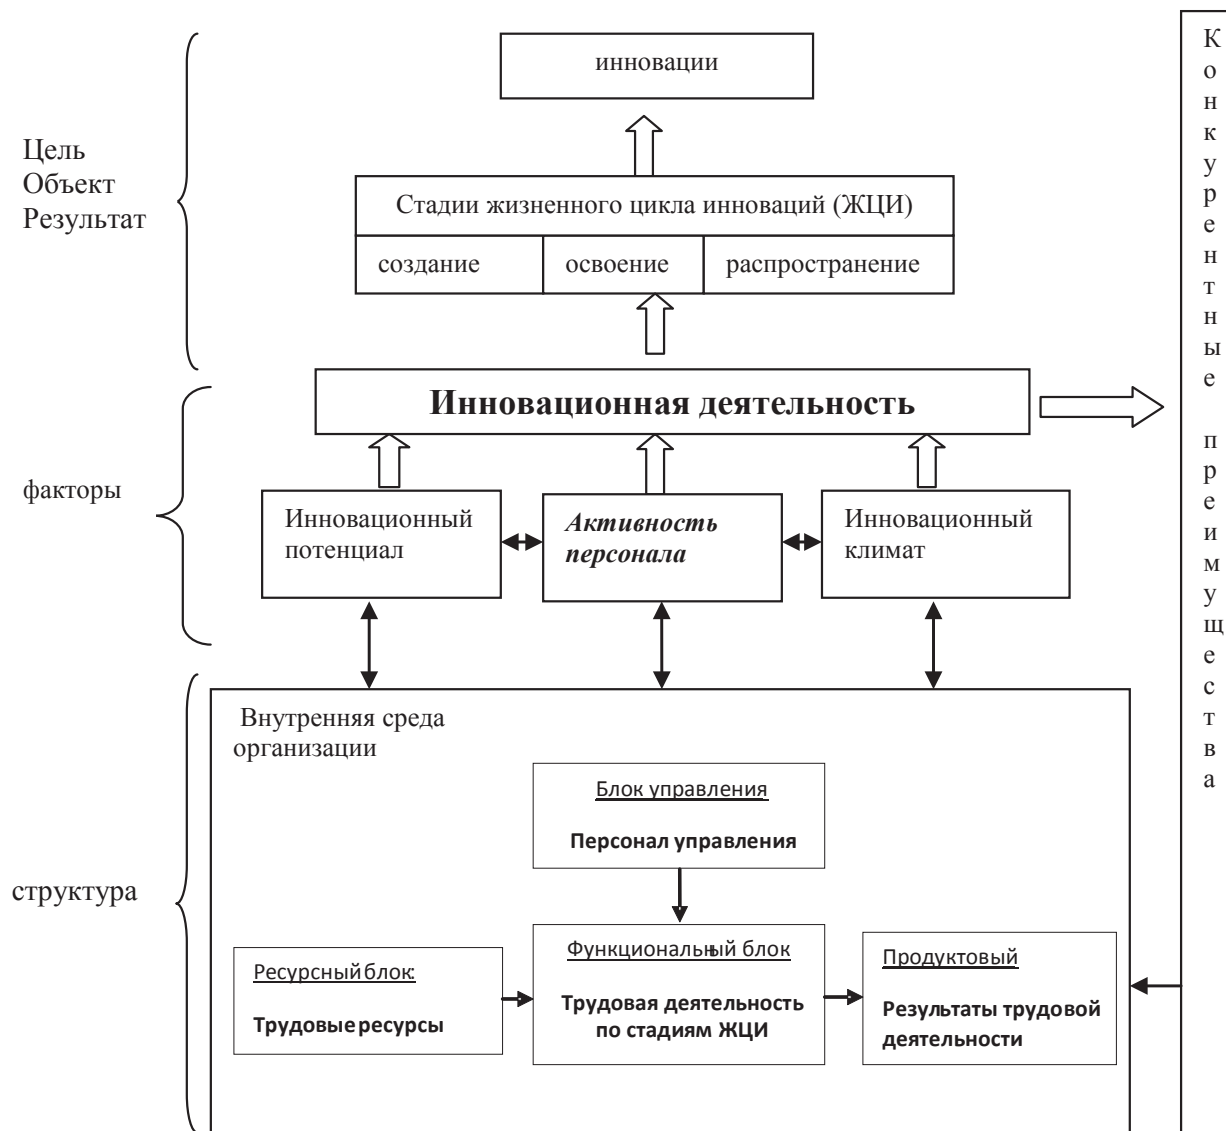 инновации
Цель
Объект
Результат
Стадии жизненного цикла инноваций (ЖЦИ)
создание
освоение
распространение
Инновационная деятельность
факторы
Инновационный
потенциал
Активность
персонала
Инновационный
климат
структура
Внутренняя среда
организации
Блок управления
Персонал управления
Ресурсный блок:
Трудовые ресурсы
Функциональный блок
Трудовая деятельность
по стадиям ЖЦИ
Продуктовый
Результаты трудовой
деятельности
Конкурентные преимущества